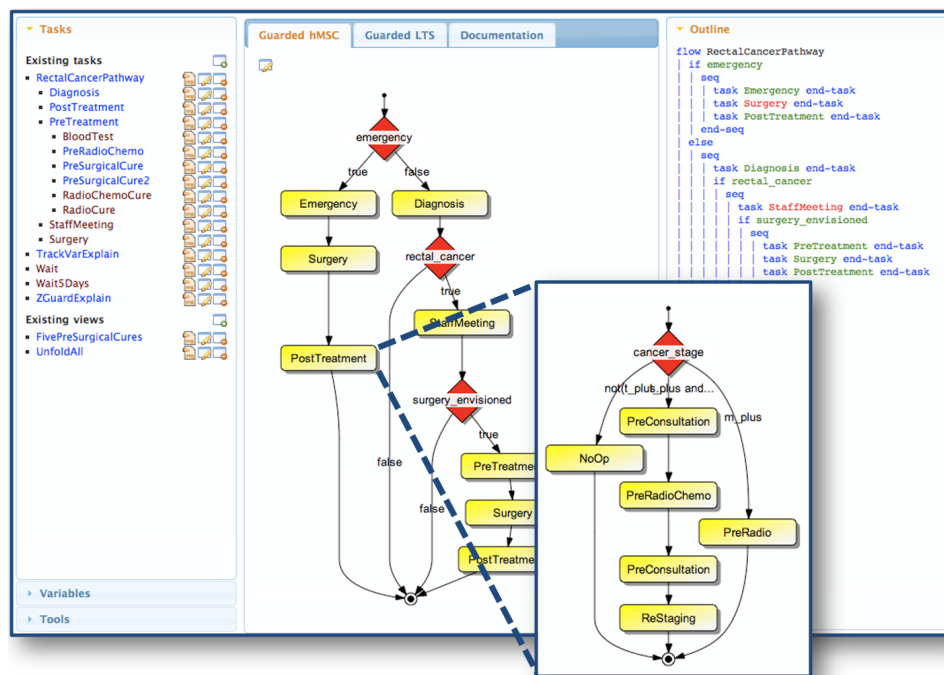 Tasks
Existing tasks
RectalCancerPathway
Diagnosis
PostTreatment
PreTreatment
BloodTest
PreRadioChemo
PreSurgicalCure
PreSurgicalCure2
RadioChemoCure
RadioCure
StaffMeeting
Surgery
TrackVarExplain
Wait
Wait5Days
ZGuardExplain
Existing views
FivePreSurgicalCures
UnfoldAll
Variables
Tools
Guarded hMSC
Guarded LTS
Documentation
emergency
true
false
Emergency
Diagnosis
Surgery
rectal_cancer
true
StaffMeeting
PostTreatment
surgery_envisioned
true
false
PreTreatme
false
Surgery
PostTreatme
cancer_stage
not(t_plus
s_plus and...
m_plus
PreConsultation
NoOp
PreRadioChemo
PreRadio
PreConsultation
ReStaging
Outline
flow RectalCancerPathway
| if emergency
| | seq
| | | task Emergency end-task
| | | task Surgery end-task
| | | task PostTreatment end-task
| | end-seq
| else
| | seq
| | | task Diagnosis end-task
| | | if rectal_cancer
| | | | seq
| | | | | task StaffMeeting end-task
| | | | | if surgery_envisioned
| | | | | | seq
| | | | | | | task PreTreatment end-task
| | | | | | | task Surgery end-task
| | | | | | | task PostTreatment end-task